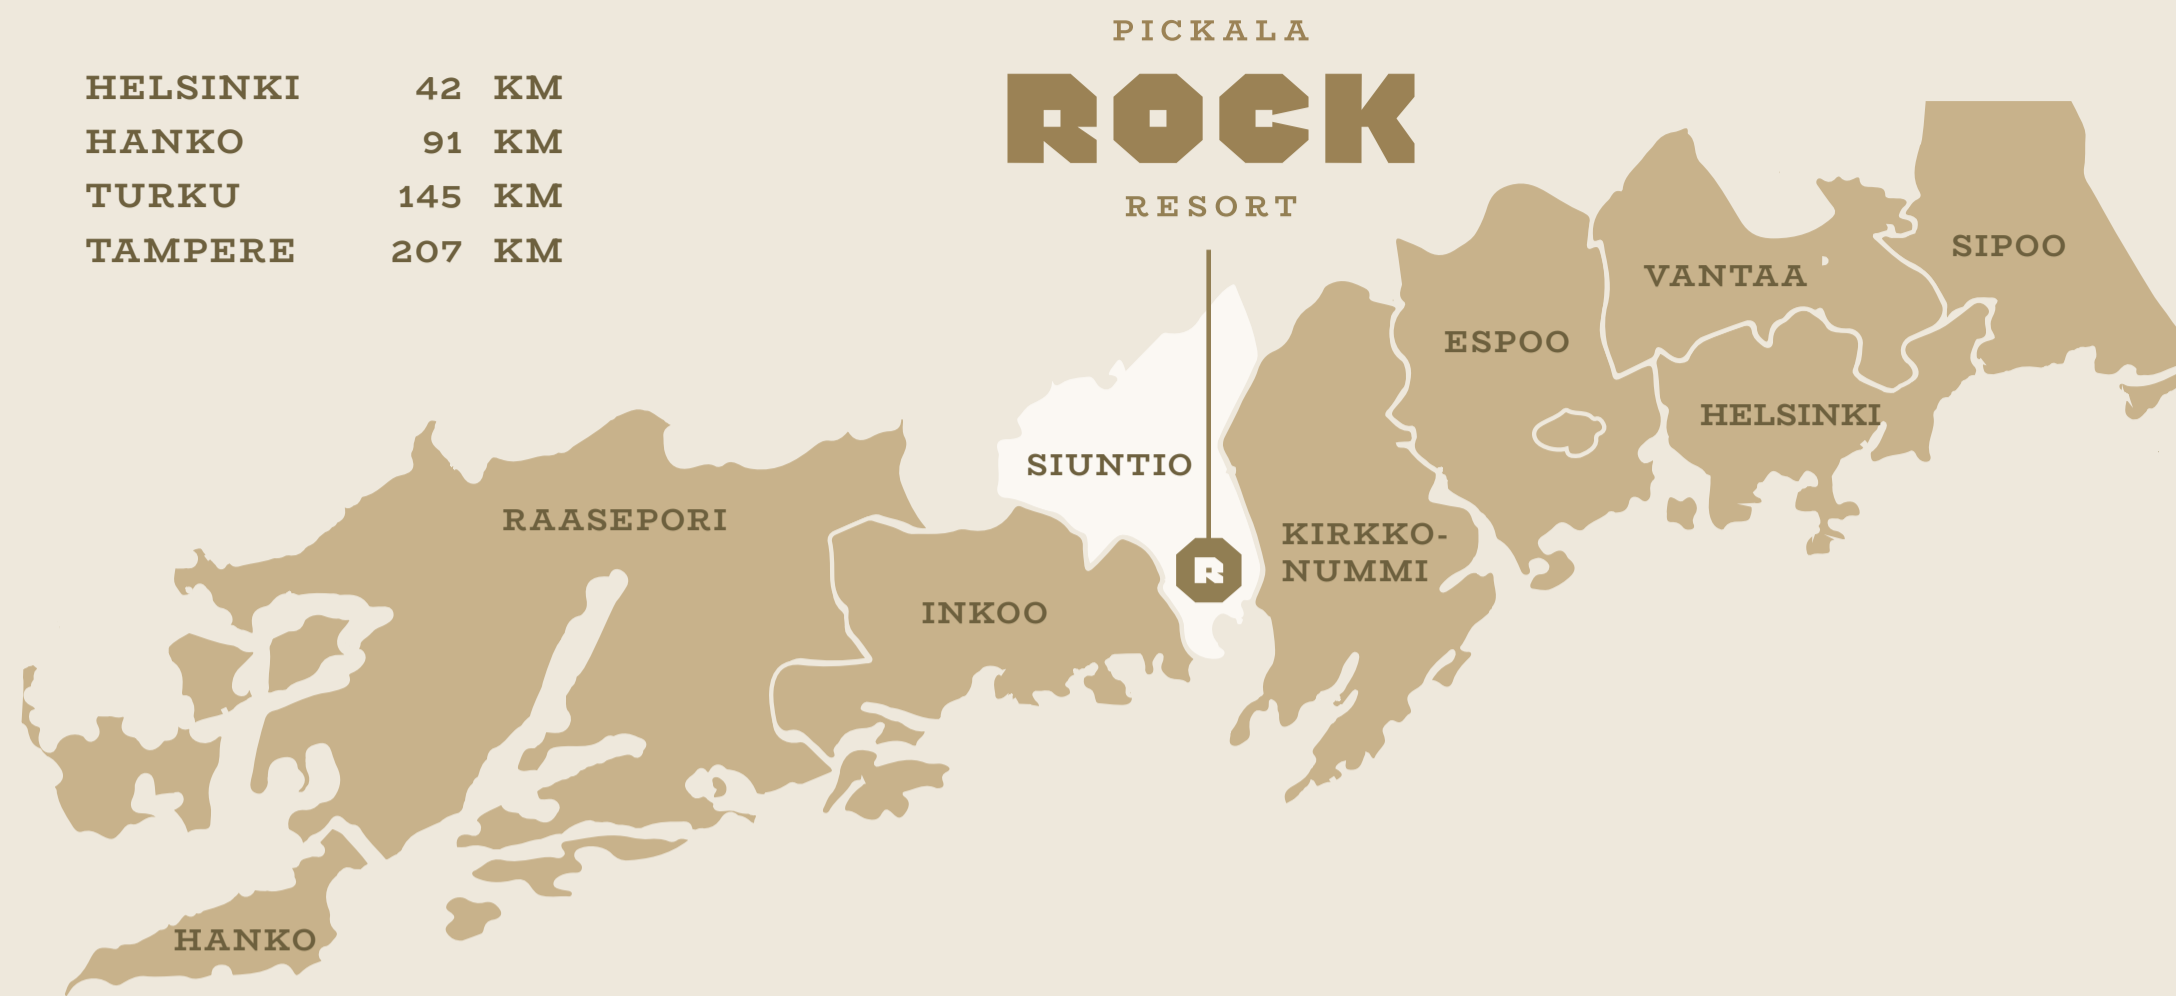 PICKALA
ROCK
RESORT
HELSINKI 42 KM
HANKO 91 KM
TURKU 145 KM
TAMPERE 207 KM
SIPOO
VANTAA
ESPOO
HELSINKI
SIUNTIO
RAASEPORI
KIRKKO-
NUMMI
R
INKOO
HANKO